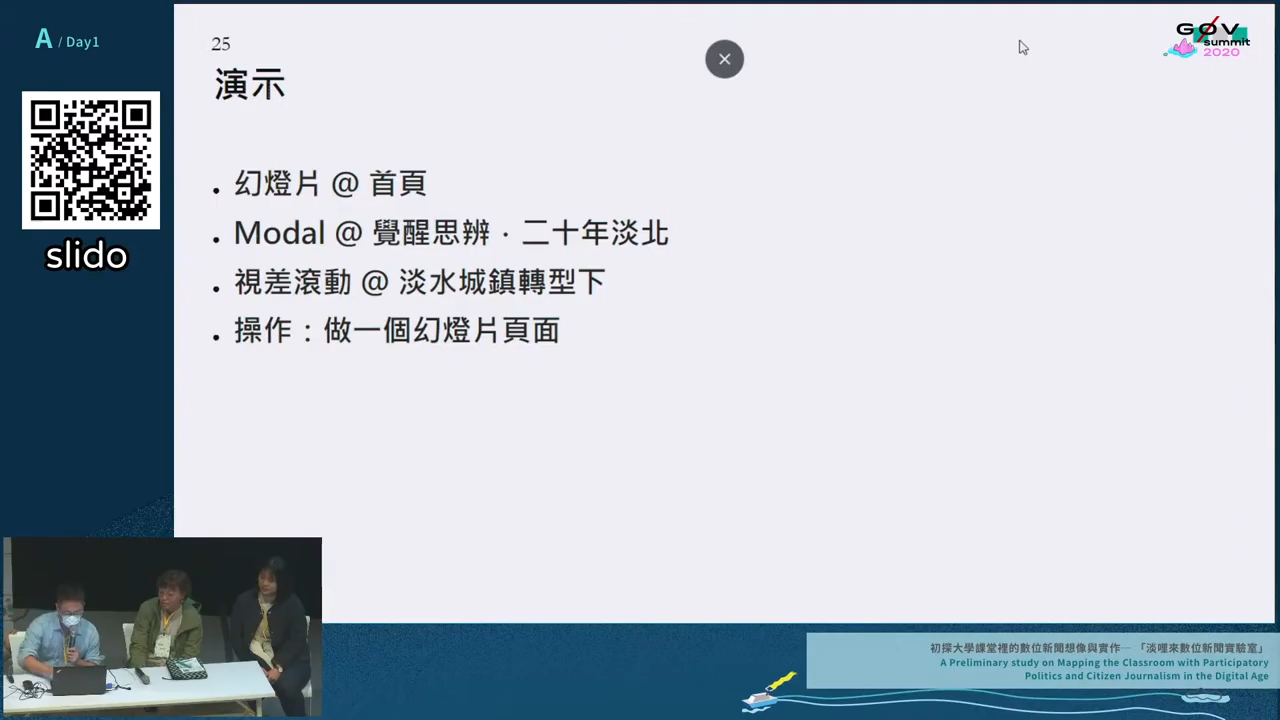 A / Day1
slido
25
演示
幻燈片 @ 首頁
Modal @ 覺醒思辨．二十年淡北
視差滾動 @ 淡水城鎮轉型下
操作：做一個幻燈片頁面
GØV
summit
2020
初探大學課堂裡的數位新聞想像與實作─ 「淡哩來數位新聞實驗室」
A Preliminary study on Mapping the Classroom with Participatory
Politics and Citizen Journalism in the Digital Age